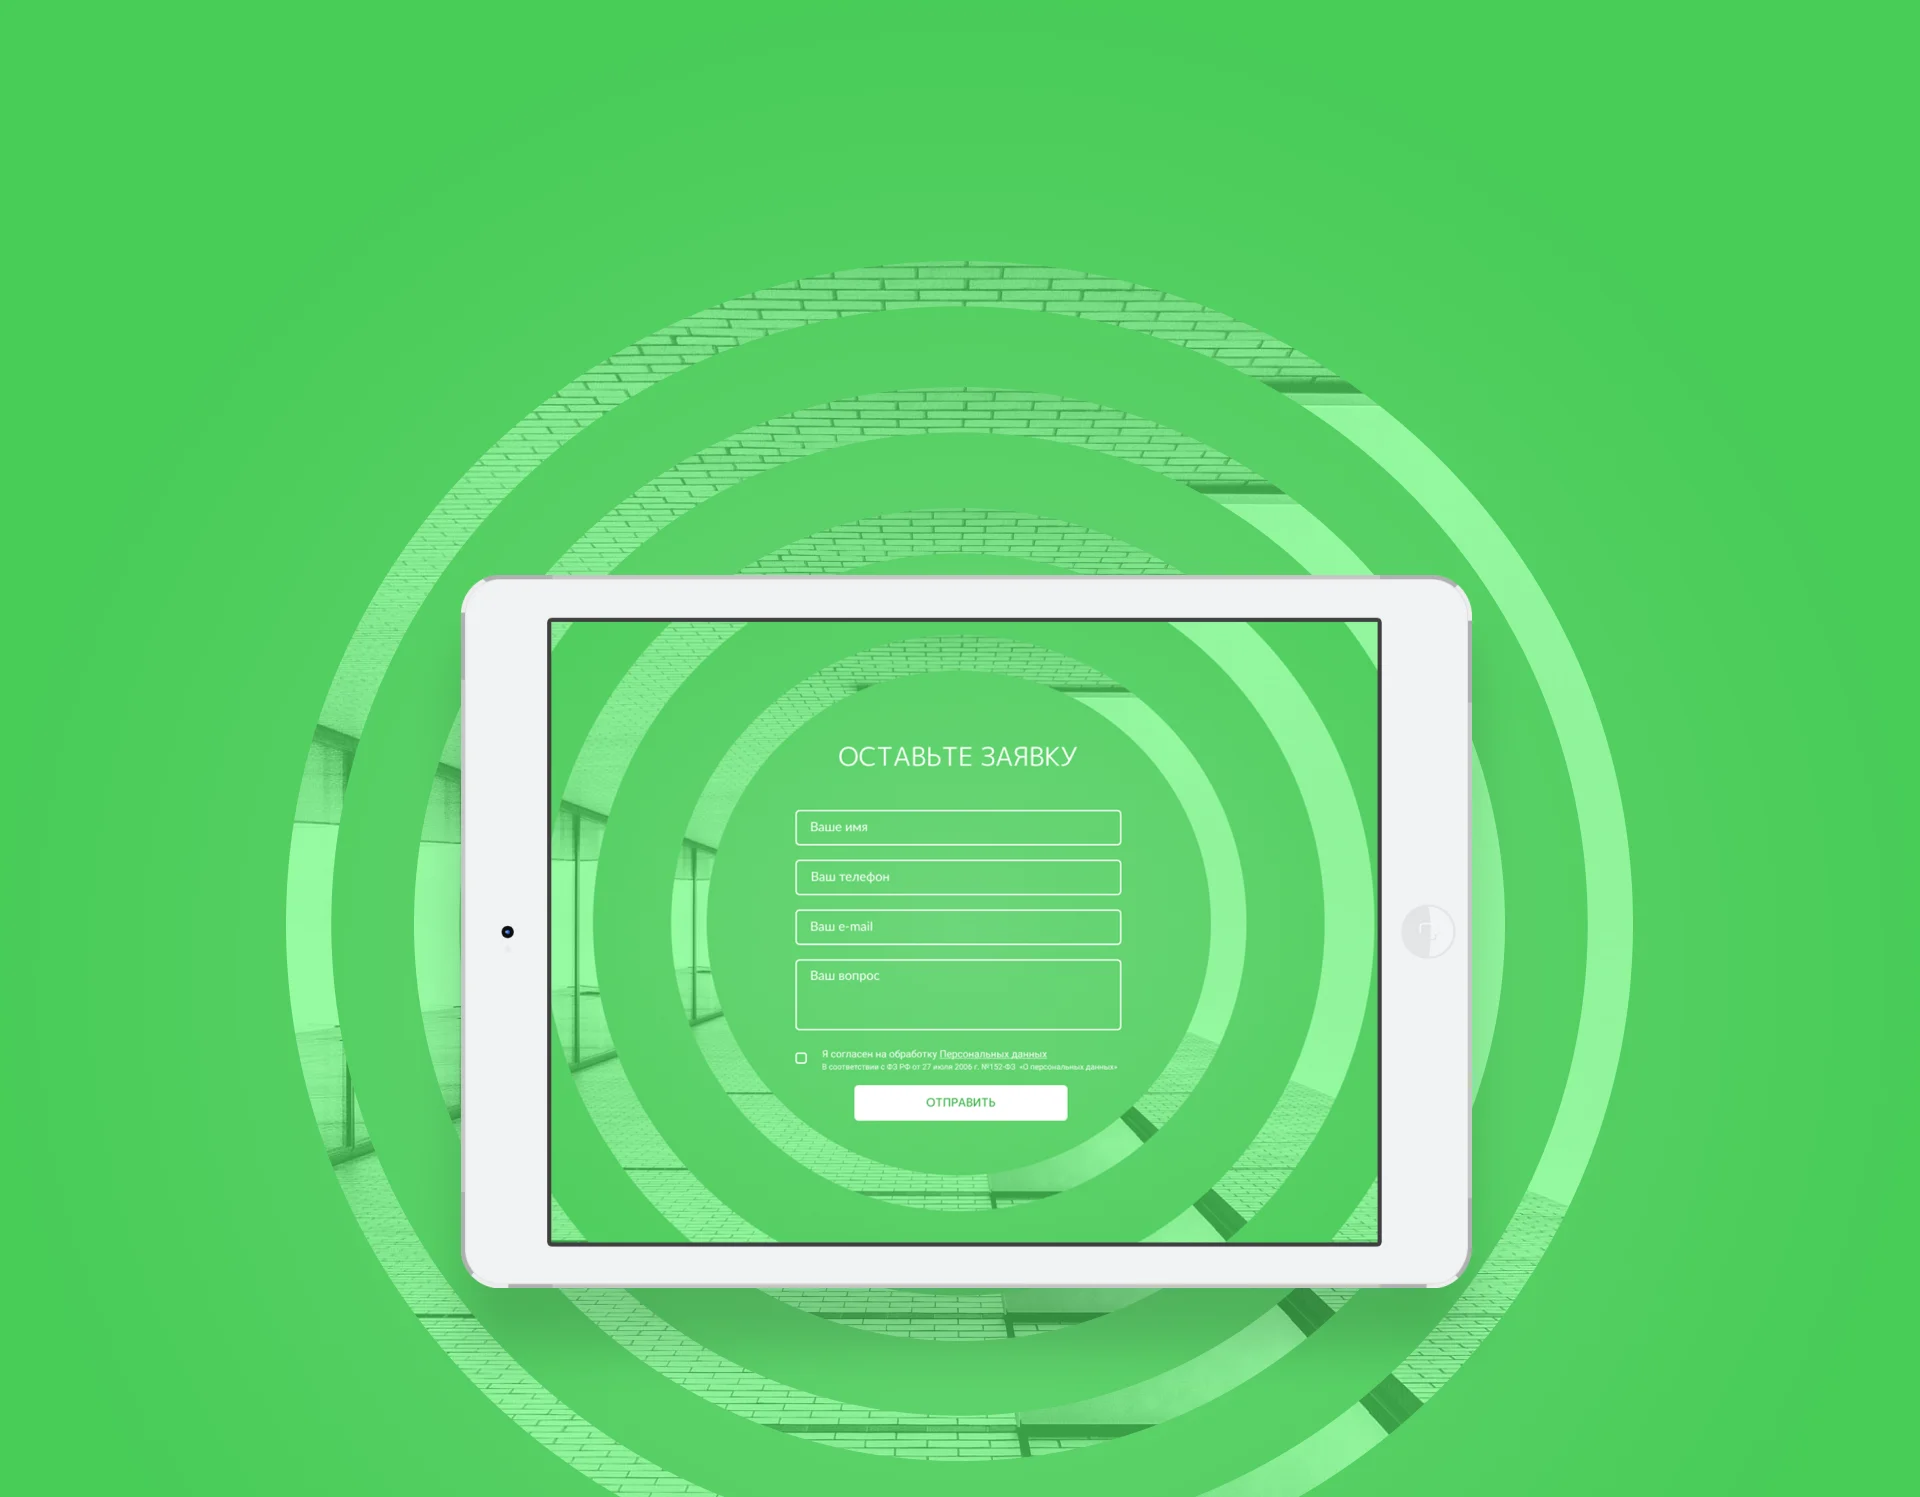 ОСТАВЬТЕ ЗАЯВКУ
Ваше имя
Ваш телефон
Ваш e-mail
Ваш вопрос
Я согласен на обработку Персональных данных
В соответствии с ФЗ РФ от 27 июля 2006 г. №152-ФЗ «О персональных данных»
ОТПРАВИТЬ